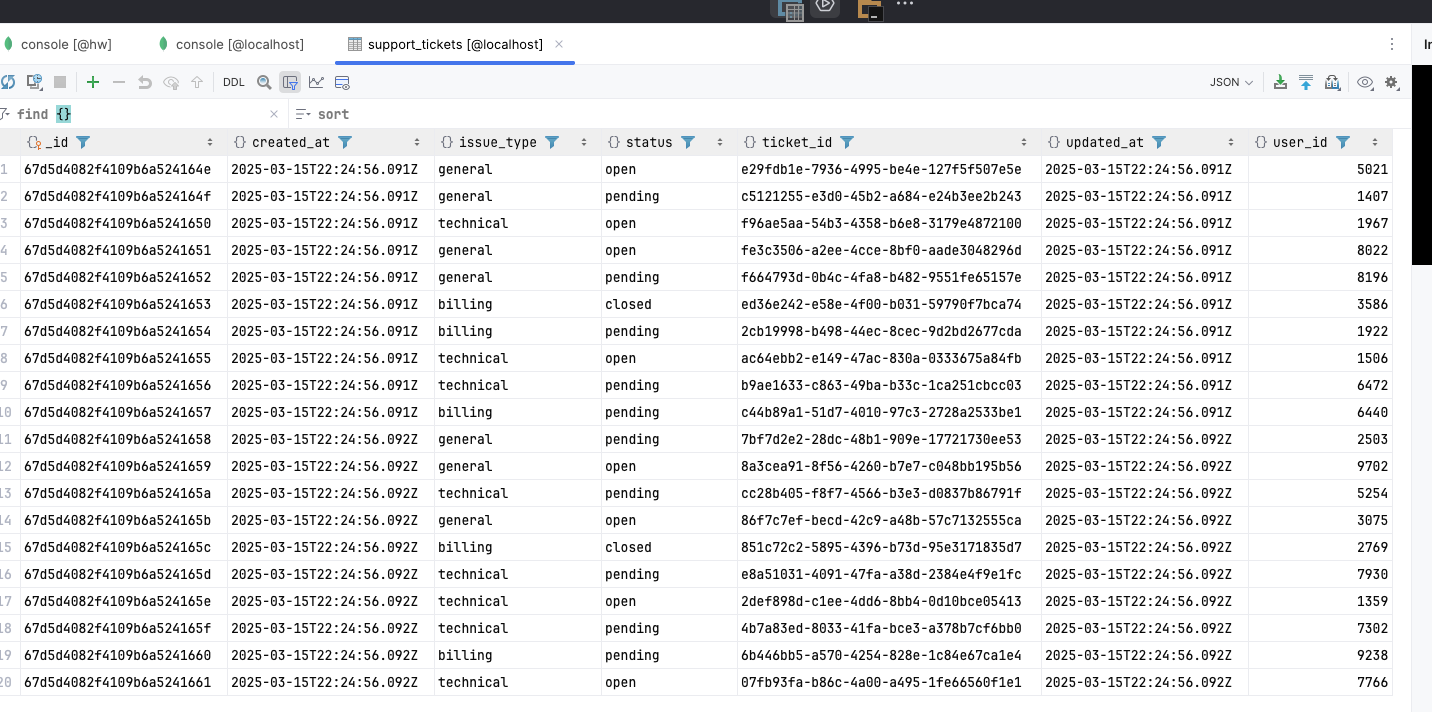 console [@hw] console [@localhost] support_tickets [@localhost]
DDL JSON
find {} sort
_id created_at issue_type status ticket_id updated_at user_id
1 67d5d4082f4109b6a524164e 2025-03-15T22:24:56.091Z general open e29fdb1e-7936-4995-be4e-127f5f507e5e 2025-03-15T22:24:56.091Z 5021
2 67d5d4082f4109b6a524164f 2025-03-15T22:24:56.091Z general pending c5121255-e3d0-45b2-a684-e24b3ee2b243 2025-03-15T22:24:56.091Z 1407
3 67d5d4082f4109b6a5241650 2025-03-15T22:24:56.091Z technical open f96ae5aa-54b3-4358-b6e8-3179e4872100 2025-03-15T22:24:56.091Z 1967
4 67d5d4082f4109b6a5241651 2025-03-15T22:24:56.091Z general open fe3c3506-a2ee-4cce-8bf0-aade3048296d 2025-03-15T22:24:56.091Z 8022
5 67d5d4082f4109b6a5241652 2025-03-15T22:24:56.091Z general pending f664793d-0b4c-4fa8-b482-9551fe65157e 2025-03-15T22:24:56.091Z 8196
6 67d5d4082f4109b6a5241653 2025-03-15T22:24:56.091Z billing closed ed36e242-e58e-4f00-b031-59790f7bca74 2025-03-15T22:24:56.091Z 3586
7 67d5d4082f4109b6a5241654 2025-03-15T22:24:56.091Z billing pending 2cb19998-b498-44ec-8cec-9d2bd2677cda 2025-03-15T22:24:56.091Z 1922
8 67d5d4082f4109b6a5241655 2025-03-15T22:24:56.091Z technical open ac64ebb2-e149-47ac-830a-0333675a84fb 2025-03-15T22:24:56.091Z 1506
9 67d5d4082f4109b6a5241656 2025-03-15T22:24:56.091Z technical pending b9ae1633-c863-49ba-b33c-1ca251cbcc03 2025-03-15T22:24:56.091Z 6472
10 67d5d4082f4109b6a5241657 2025-03-15T22:24:56.091Z billing pending c44b89a1-51d7-4010-97c3-2728a2533be1 2025-03-15T22:24:56.091Z 6440
11 67d5d4082f4109b6a5241658 2025-03-15T22:24:56.092Z general pending 7bf7d2e2-28dc-48b1-909e-17721730ee53 2025-03-15T22:24:56.092Z 2503
12 67d5d4082f4109b6a5241659 2025-03-15T22:24:56.092Z general open 8a3cea91-8f56-4260-b7e7-c048bb195b56 2025-03-15T22:24:56.092Z 9702
13 67d5d4082f4109b6a524165a 2025-03-15T22:24:56.092Z technical pending cc28b405-f8f7-4566-b3e3-d0837b86791f 2025-03-15T22:24:56.092Z 5254
14 67d5d4082f4109b6a524165b 2025-03-15T22:24:56.092Z general open 86f7c7ef-becd-42c9-a48b-57c7132555ca 2025-03-15T22:24:56.092Z 3075
15 67d5d4082f4109b6a524165c 2025-03-15T22:24:56.092Z billing closed 851c72c2-5895-4396-b73d-95e3171835d7 2025-03-15T22:24:56.092Z 2769
16 67d5d4082f4109b6a524165d 2025-03-15T22:24:56.092Z technical pending e8a51031-4091-47fa-a38d-2384e4f9e1fc 2025-03-15T22:24:56.092Z 7930
17 67d5d4082f4109b6a524165e 2025-03-15T22:24:56.092Z technical open 2def898d-c1ee-4dd6-8bb4-0d10bce05413 2025-03-15T22:24:56.092Z 1359
18 67d5d4082f4109b6a524165f 2025-03-15T22:24:56.092Z technical pending 4b7a83ed-8033-41fa-bce3-a378b7cf6bb0 2025-03-15T22:24:56.092Z 7302
19 67d5d4082f4109b6a5241660 2025-03-15T22:24:56.092Z billing pending 6b446bb5-a570-4254-828e-1c84e67ca1e4 2025-03-15T22:24:56.092Z 9238
20 67d5d4082f4109b6a5241661 2025-03-15T22:24:56.092Z technical open 07fb93fa-b86c-4a00-a495-1fe66560f1e1 2025-03-15T22:24:56.092Z 7766